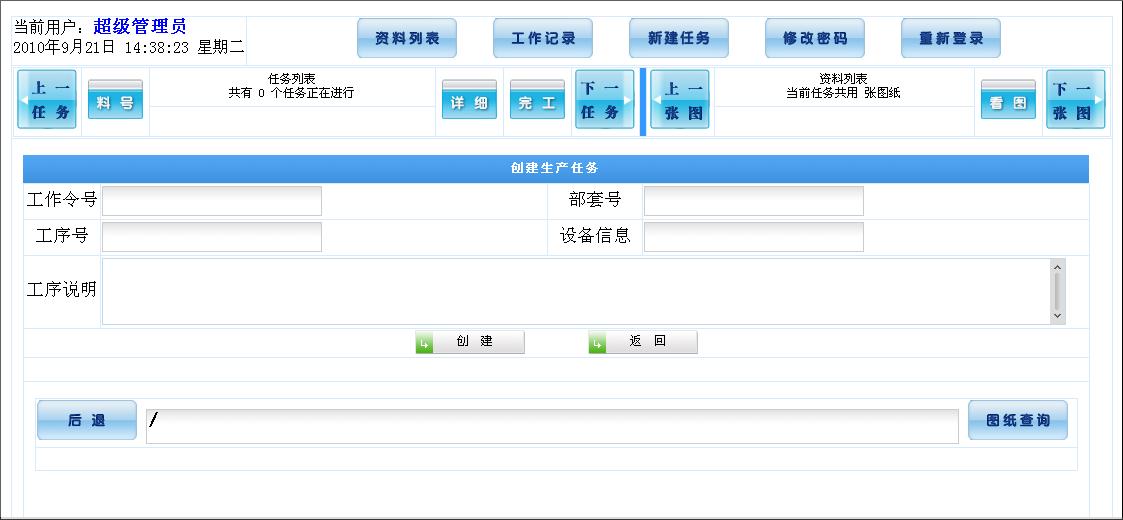 当前用户：超级管理员
2010年9月21日 14:38:23 星期二
资料列表 工作记录 新建任务 修改密码 重新登录
上一任务 料号
任务列表
共有 0 个任务正在进行
详细 完工 下一任务 上一张图
资料列表
当前任务共用 张图纸
看图 下一张图
创建生产任务
工作令号 部套号
工序号 设备信息
工序说明
创建 返回
后退 / 图纸查询